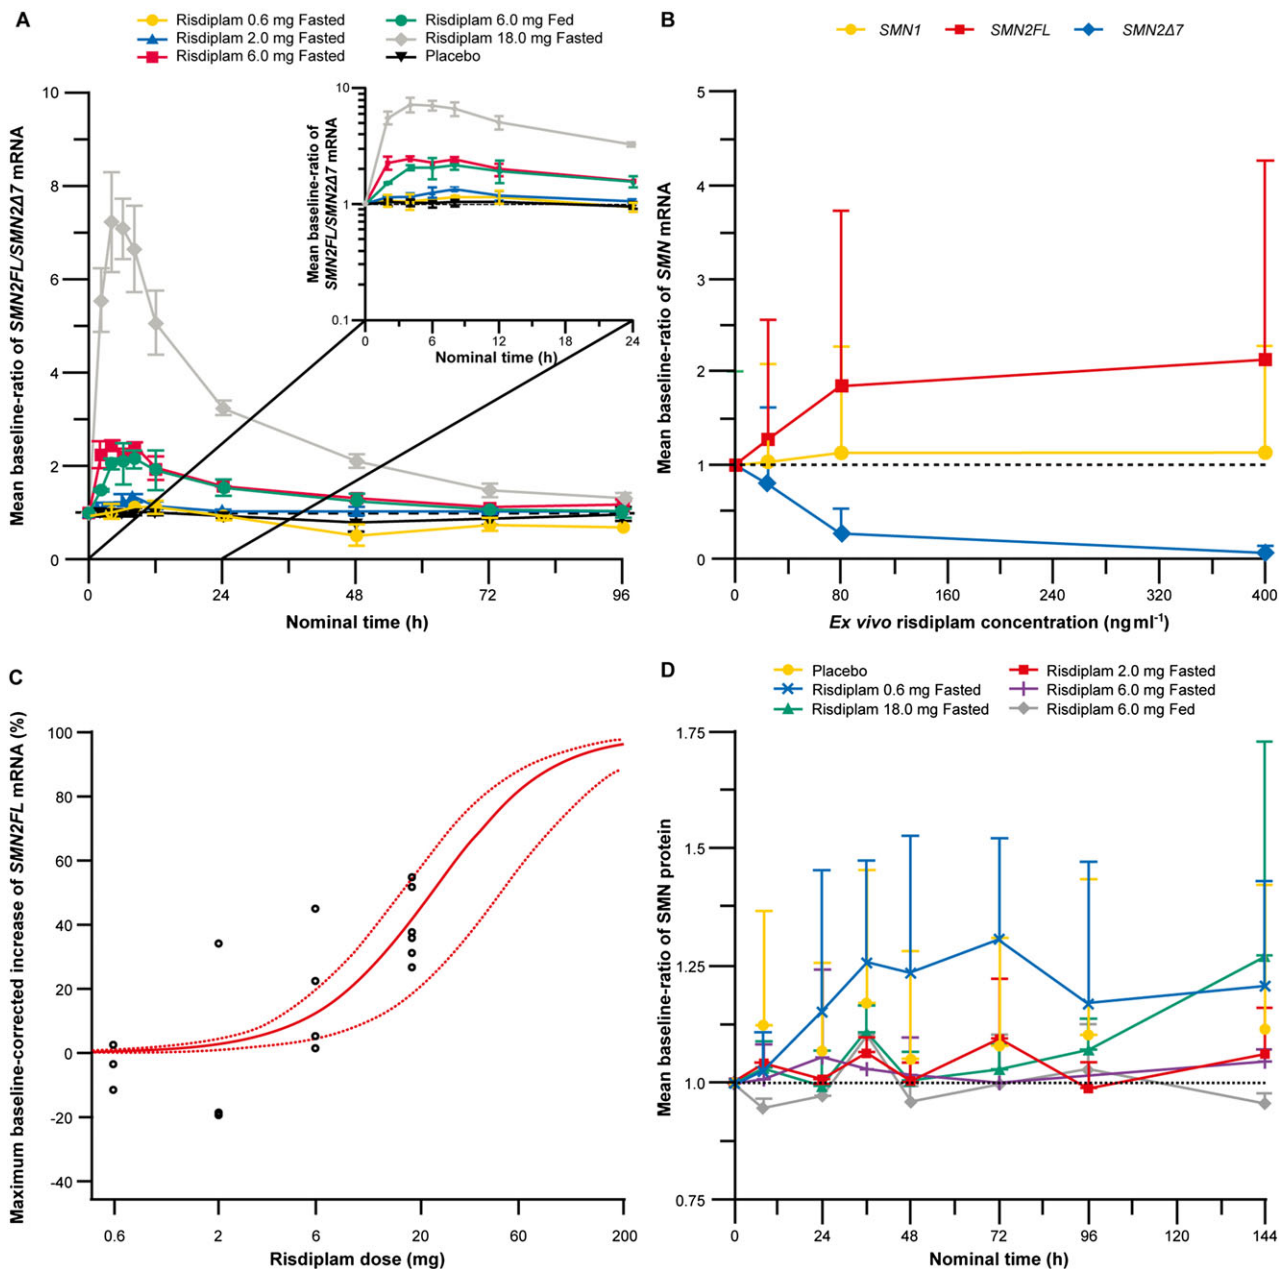 A
Risdiplam 0.6 mg Fasted
Risdiplam 2.0 mg Fasted
Risdiplam 6.0 mg Fasted
Risdiplam 6.0 mg Fed
Risdiplam 18.0 mg Fasted
Placebo
Mean baseline-ratio of SMN2FL/SMN2Δ7 mRNA
10
8
6
4
2
0
0 24 48 72 96
Nominal time (h)
Mean baseline-ratio of
SMN2FL/SMN2Δ7 mRNA
10
1
0.1
0 6 12 18 24
Nominal time (h)
B
SMN1 SMN2FL SMN2Δ7
Mean baseline-ratio of SMN mRNA
5
4
3
2
1
0
0 80 160 240 320 400
Ex vivo risdiplam concentration (ngml⁻¹)
C
Maximum baseline-corrected increase of SMN2FL mRNA (%)
100
80
60
40
20
0
-20
-40
0.6 2 6 20 60 200
Risdiplam dose (mg)
D
Placebo
Risdiplam 0.6 mg Fasted
Risdiplam 18.0 mg Fasted
Risdiplam 2.0 mg Fasted
Risdiplam 6.0 mg Fasted
Risdiplam 6.0 mg Fed
Mean baseline-ratio of SMN protein
1.75
1.5
1.25
1.0
0.75
0 24 48 72 96 120 144
Nominal time (h)